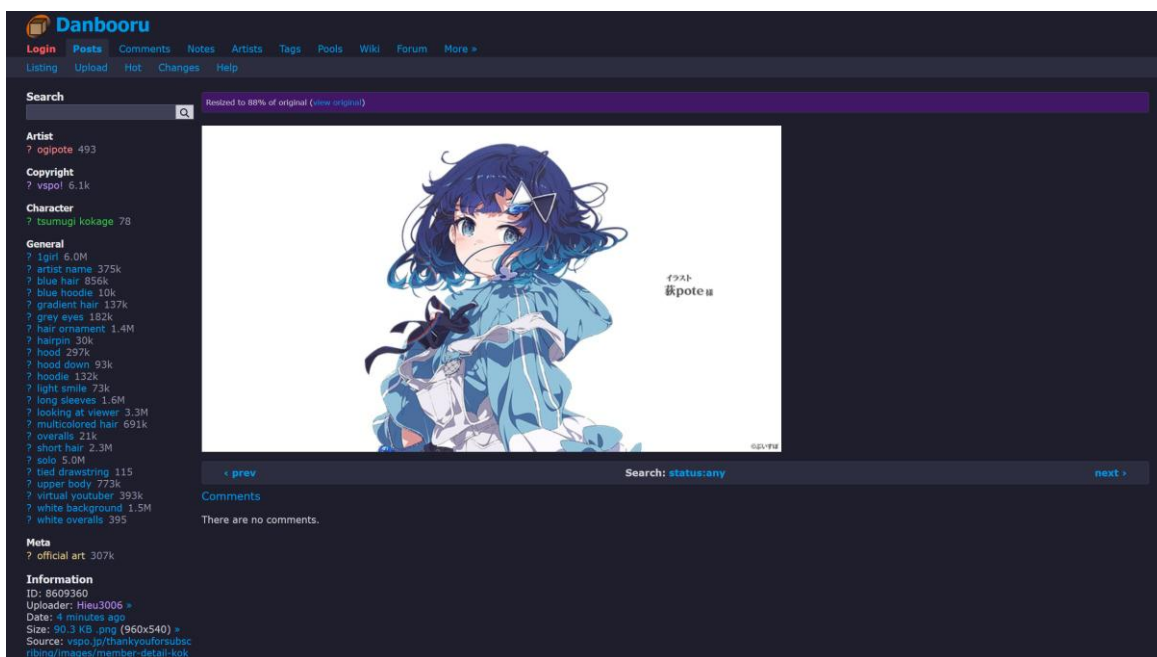 Danbooru
Login Posts Comments Notes Artists Tags Pools Wiki Forum More »
Listing Upload Hot Changes Help
Search
Resized to 88% of original (view original)
Artist
? ogipote 493
Copyright
? vspo! 6.1k
Character
? tsumugi kokage 78
General
? 1girl 6.0M
? artist name 375k
? blue hair 856k
? blue hoodie 10k
? gradient hair 137k
? grey eyes 182k
? hair ornament 1.4M
? hairpin 30k
? hood 297k
? hood down 93k
? hoodie 132k
? light smile 73k
? long sleeves 1.6M
? looking at viewer 3.3M
? multicolored hair 691k
? overalls 21k
? short hair 2.3M
? solo 5.0M
? tied drawstring 115
? upper body 773k
? virtual youtuber 393k
? white background 1.5M
? white overalls 395
Meta
? official art 307k
Information
ID: 8609360
Uploader: Hieu3006 »
Date: 4 minutes ago
Size: 90.3 KB .png (960x540) »
Source: vspo.jp/thankyouforsubsc
ribing/images/member-detail-kok
イラスト
萩pote 様
©ぶいすぽ
‹ prev Search: status:any next ›
Comments
There are no comments.